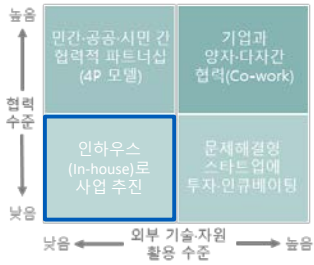 높음
협력
수준
낮음
민간·공공·시민 간
협력적 파트너십
(4P 모델)
기업과
양자·다자간
협력(Co-work)
인하우스
(In-house)로
사업 추진
문제해결형
스타트업에
투자·인큐베이팅
낮음
외부 기술·자원
활용 수준
높음